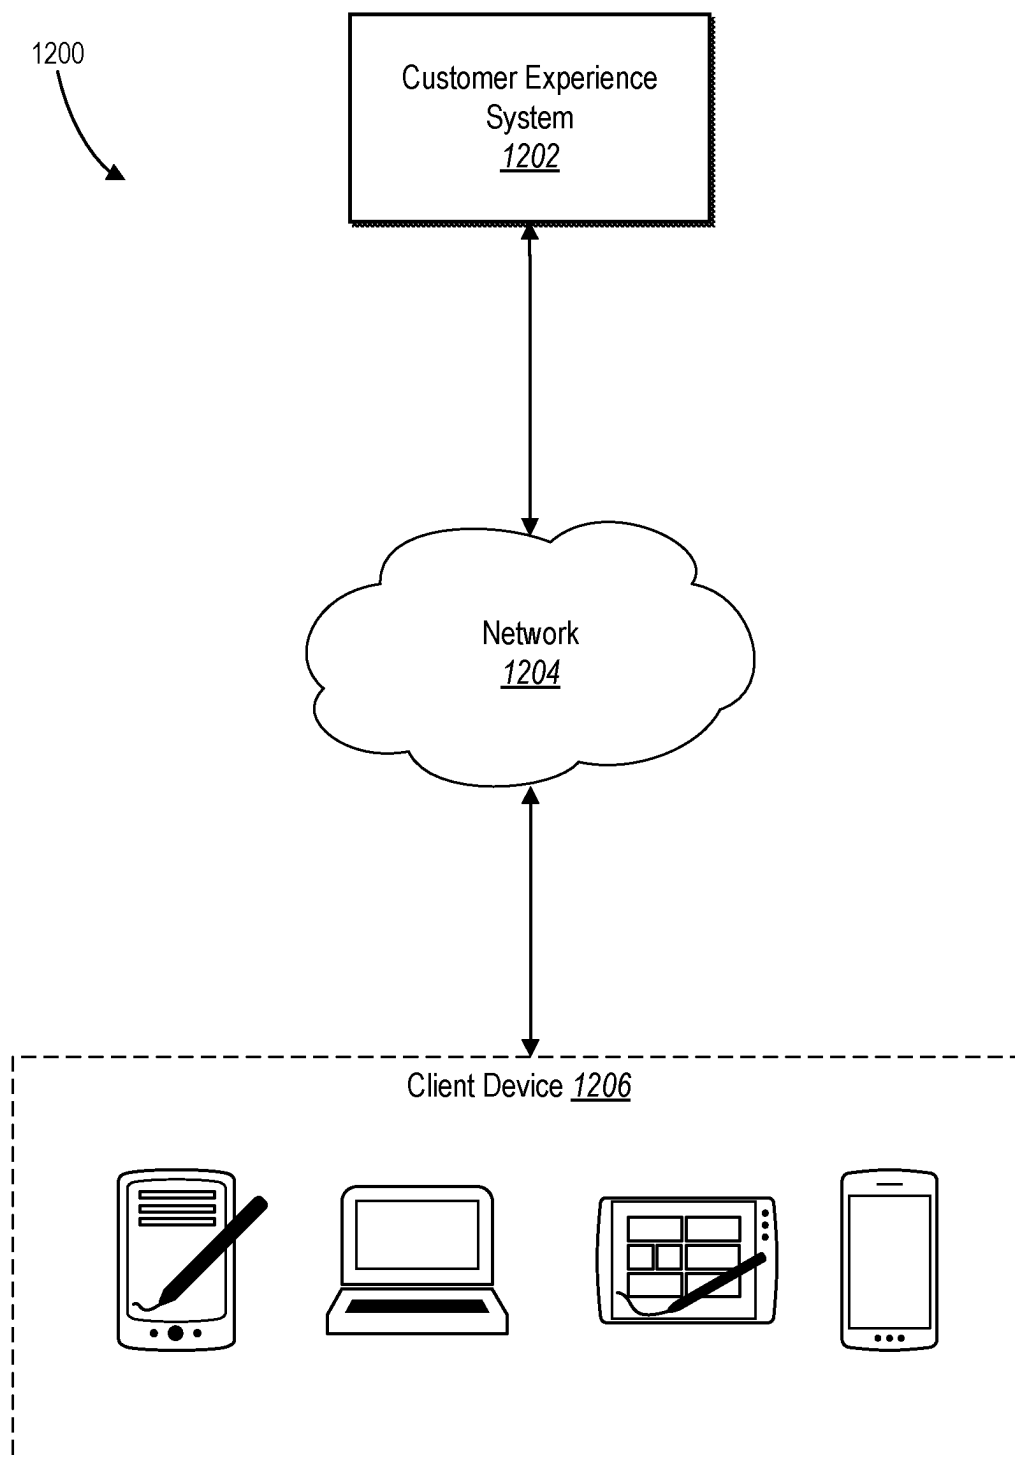 1200
Customer Experience
System
1202
Network
1204
Client Device 1206